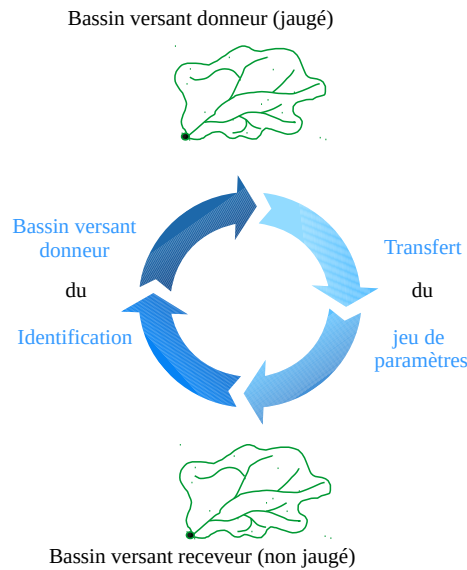 Bassin versant donneur (jaugé)
Bassin versant
donneur
du
Identification
Transfert
du
jeu de
paramètres
Bassin versant receveur (non jaugé)